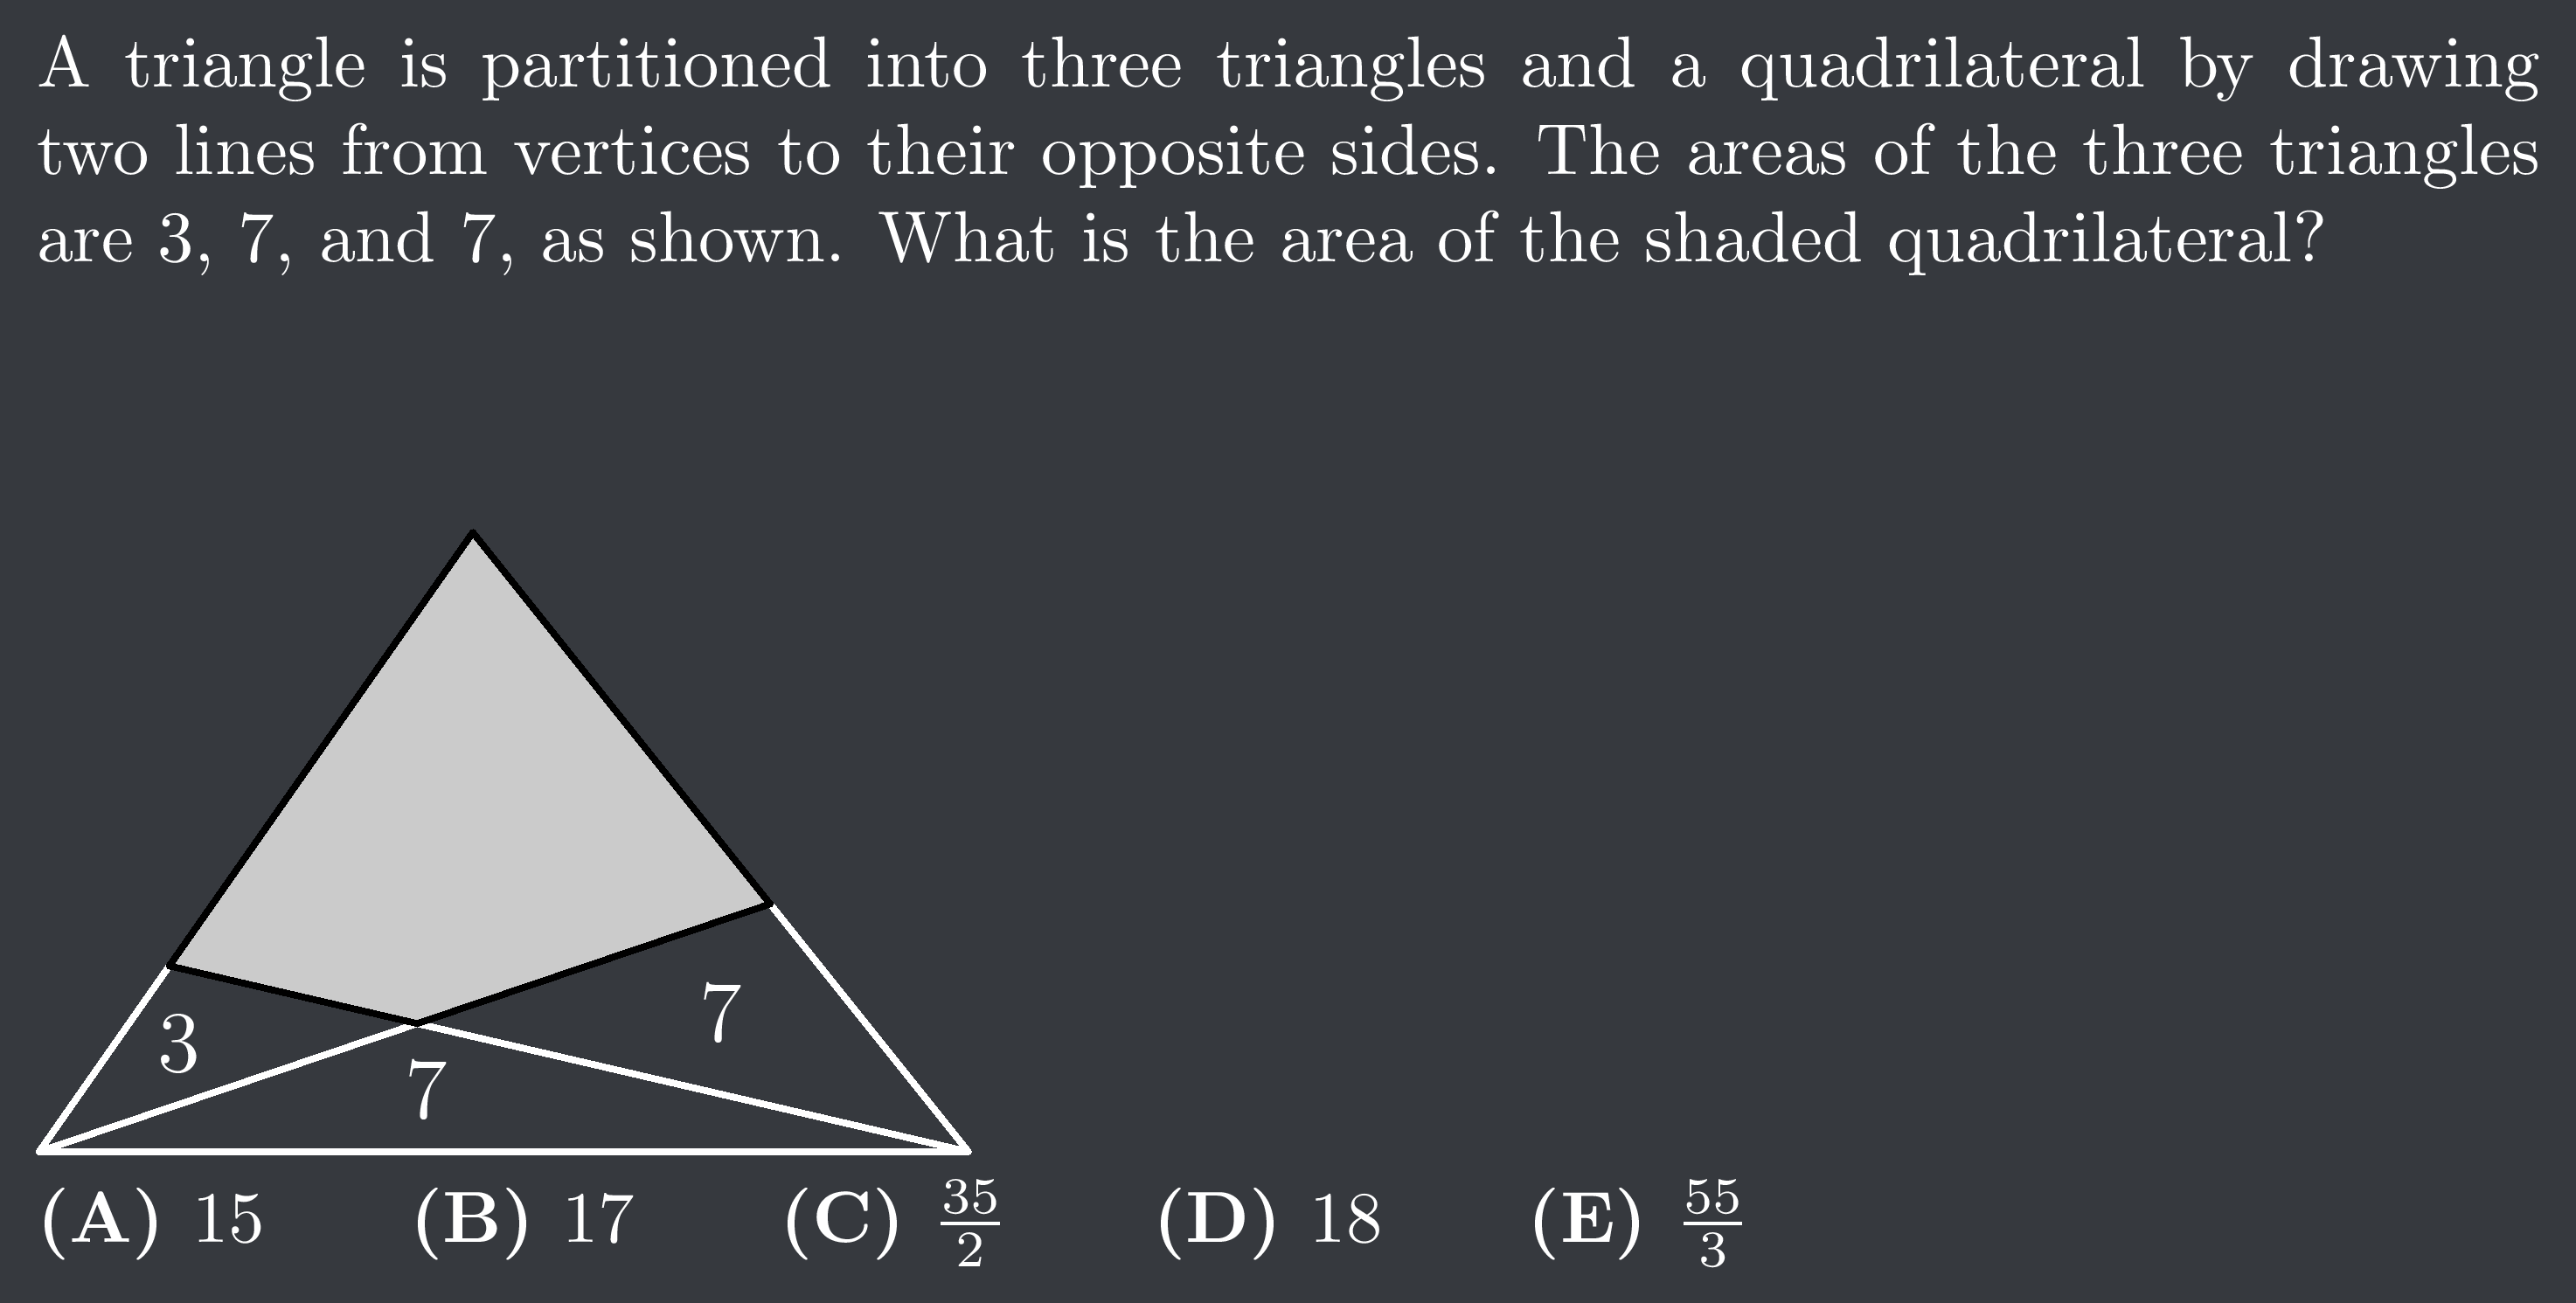 A triangle is partitioned into three triangles and a quadrilateral by drawing
two lines from vertices to their opposite sides. The areas of the three triangles
are 3, 7, and 7, as shown. What is the area of the shaded quadrilateral?
3
7
7
(A) 15 (B) 17 (C) \frac{35}{2} (D) 18 (E) \frac{55}{3}